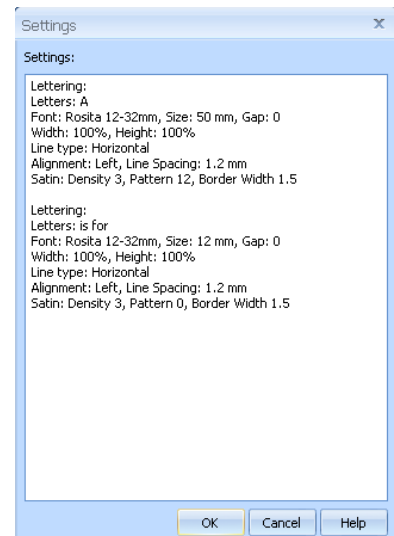 Settings
Settings:
Lettering:
Letters: A
Font: Rosita 12-32mm, Size: 50 mm, Gap: 0
Width: 100%, Height: 100%
Line type: Horizontal
Alignment: Left, Line Spacing: 1.2 mm
Satin: Density 3, Pattern 12, Border Width 1.5
Lettering:
Letters: is for
Font: Rosita 12-32mm, Size: 12 mm, Gap: 0
Width: 100%, Height: 100%
Line type: Horizontal
Alignment: Left, Line Spacing: 1.2 mm
Satin: Density 3, Pattern 0, Border Width 1.5
OK Cancel Help